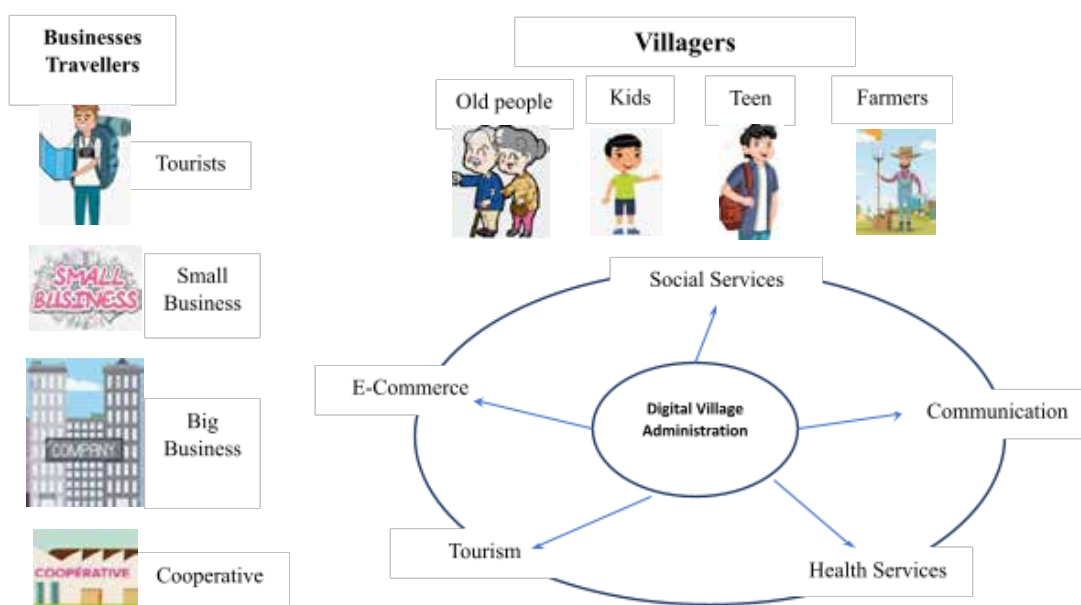 Businesses
Travellers
Villagers
Old people
Kids
Teen
Farmers
Tourists
SMALL
BUSINESS
Small
Business
Social Services
E-Commerce
Digital Village
Administration
Communication
COMPANY
Big
Business
Tourism
Health Services
COOPÉRATIVE
Cooperative